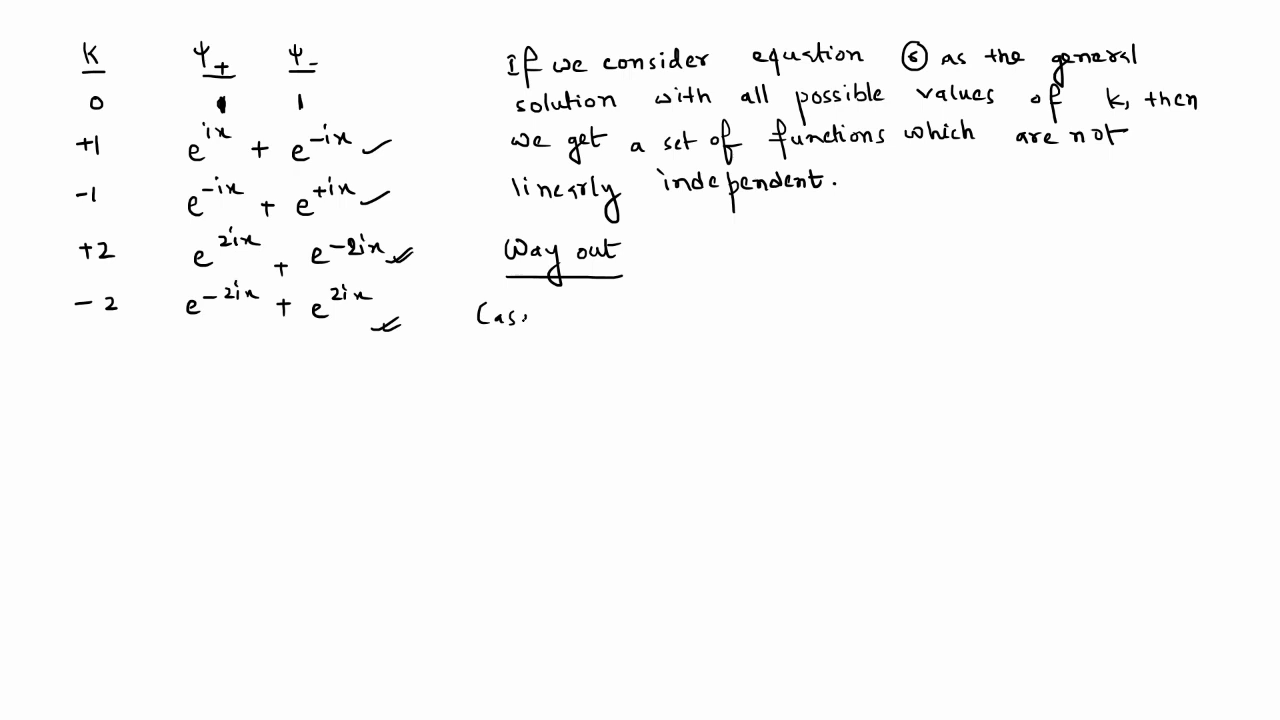 K ψ₊ ψ₋
0 1 1
+1 e^{ix} + e^{-ix} ✓
-1 e^{-ix} + e^{+ix} ✓
+2 e^{2ix} + e^{-2ix} ✓
-2 e^{-2ix} + e^{2ix} ✓
If we consider equation ⑥ as the general
solution with all possible values of k, then
we get a set of functions which are not
linearly independent.
Way out
Cas